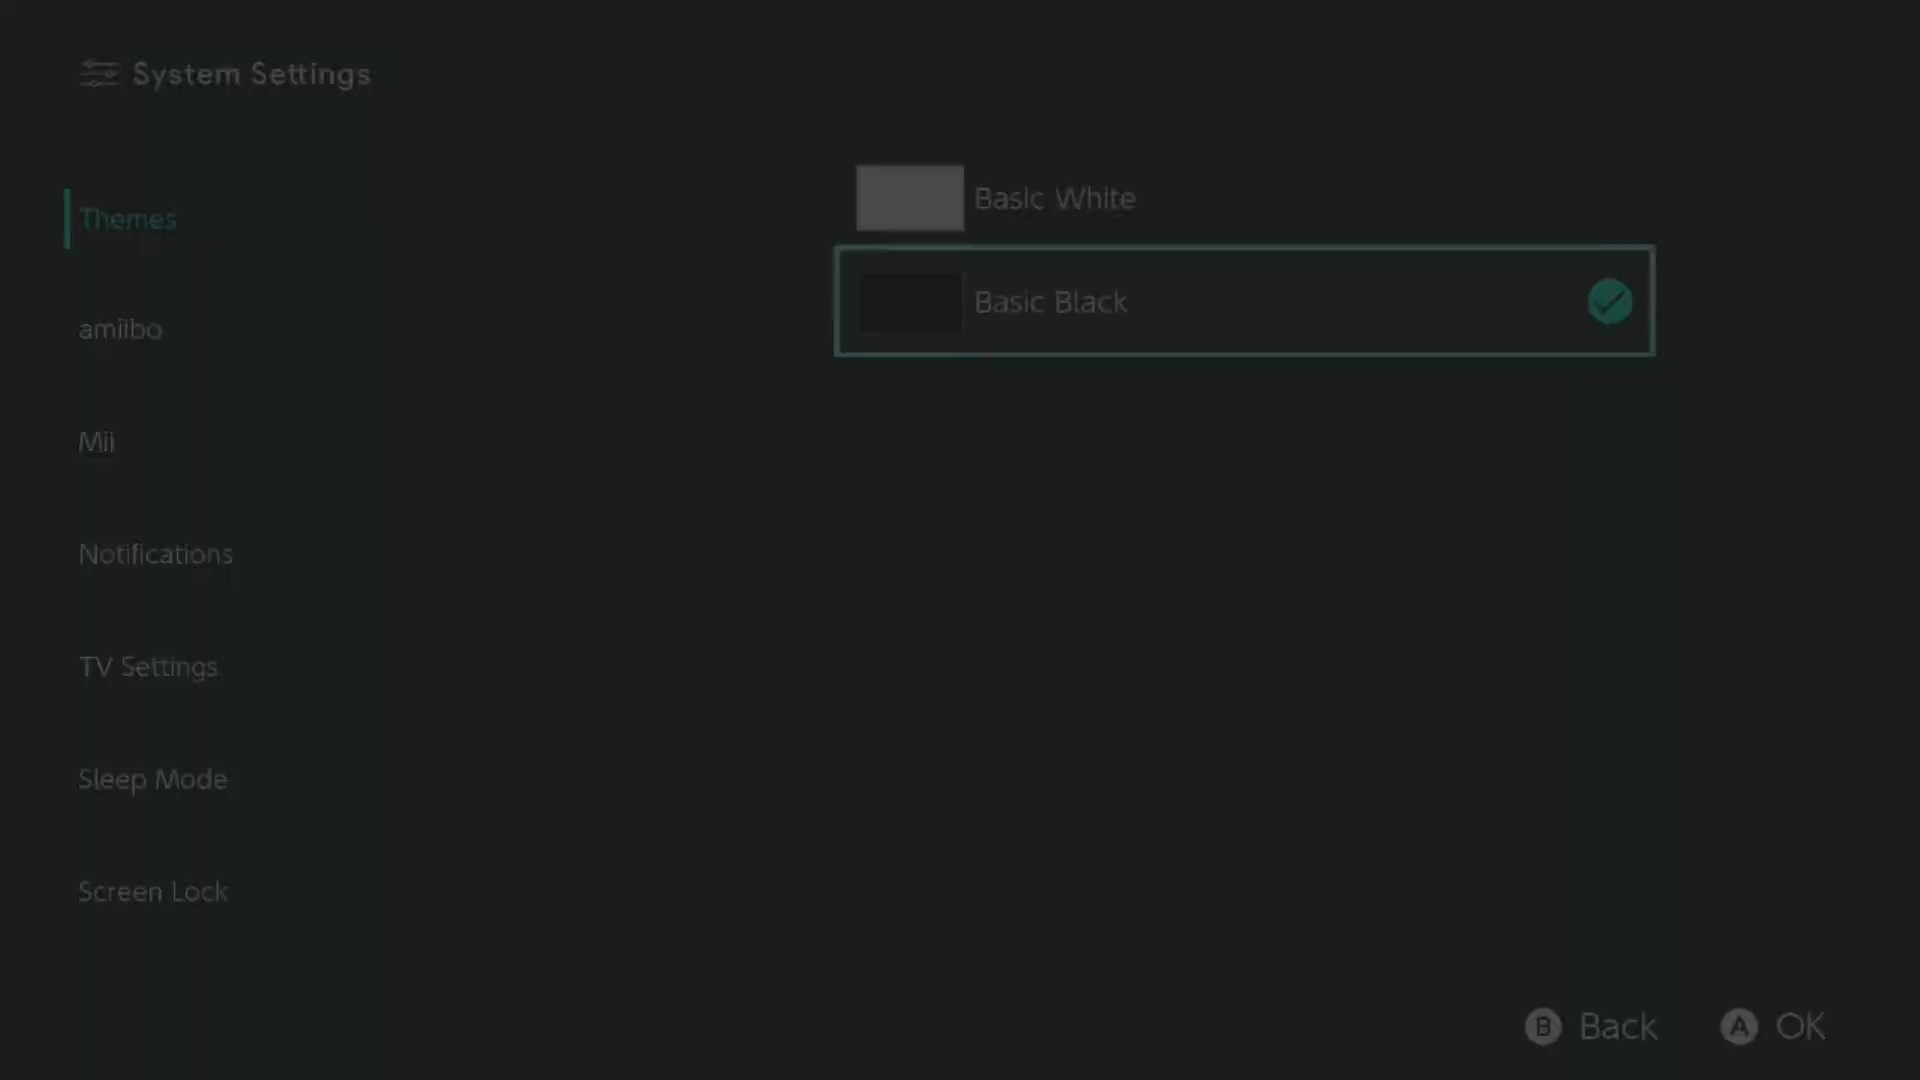 System Settings
Themes
amiibo
Mii
Notifications
TV Settings
Sleep Mode
Screen Lock
Basic White
Basic Black
B Back
A OK